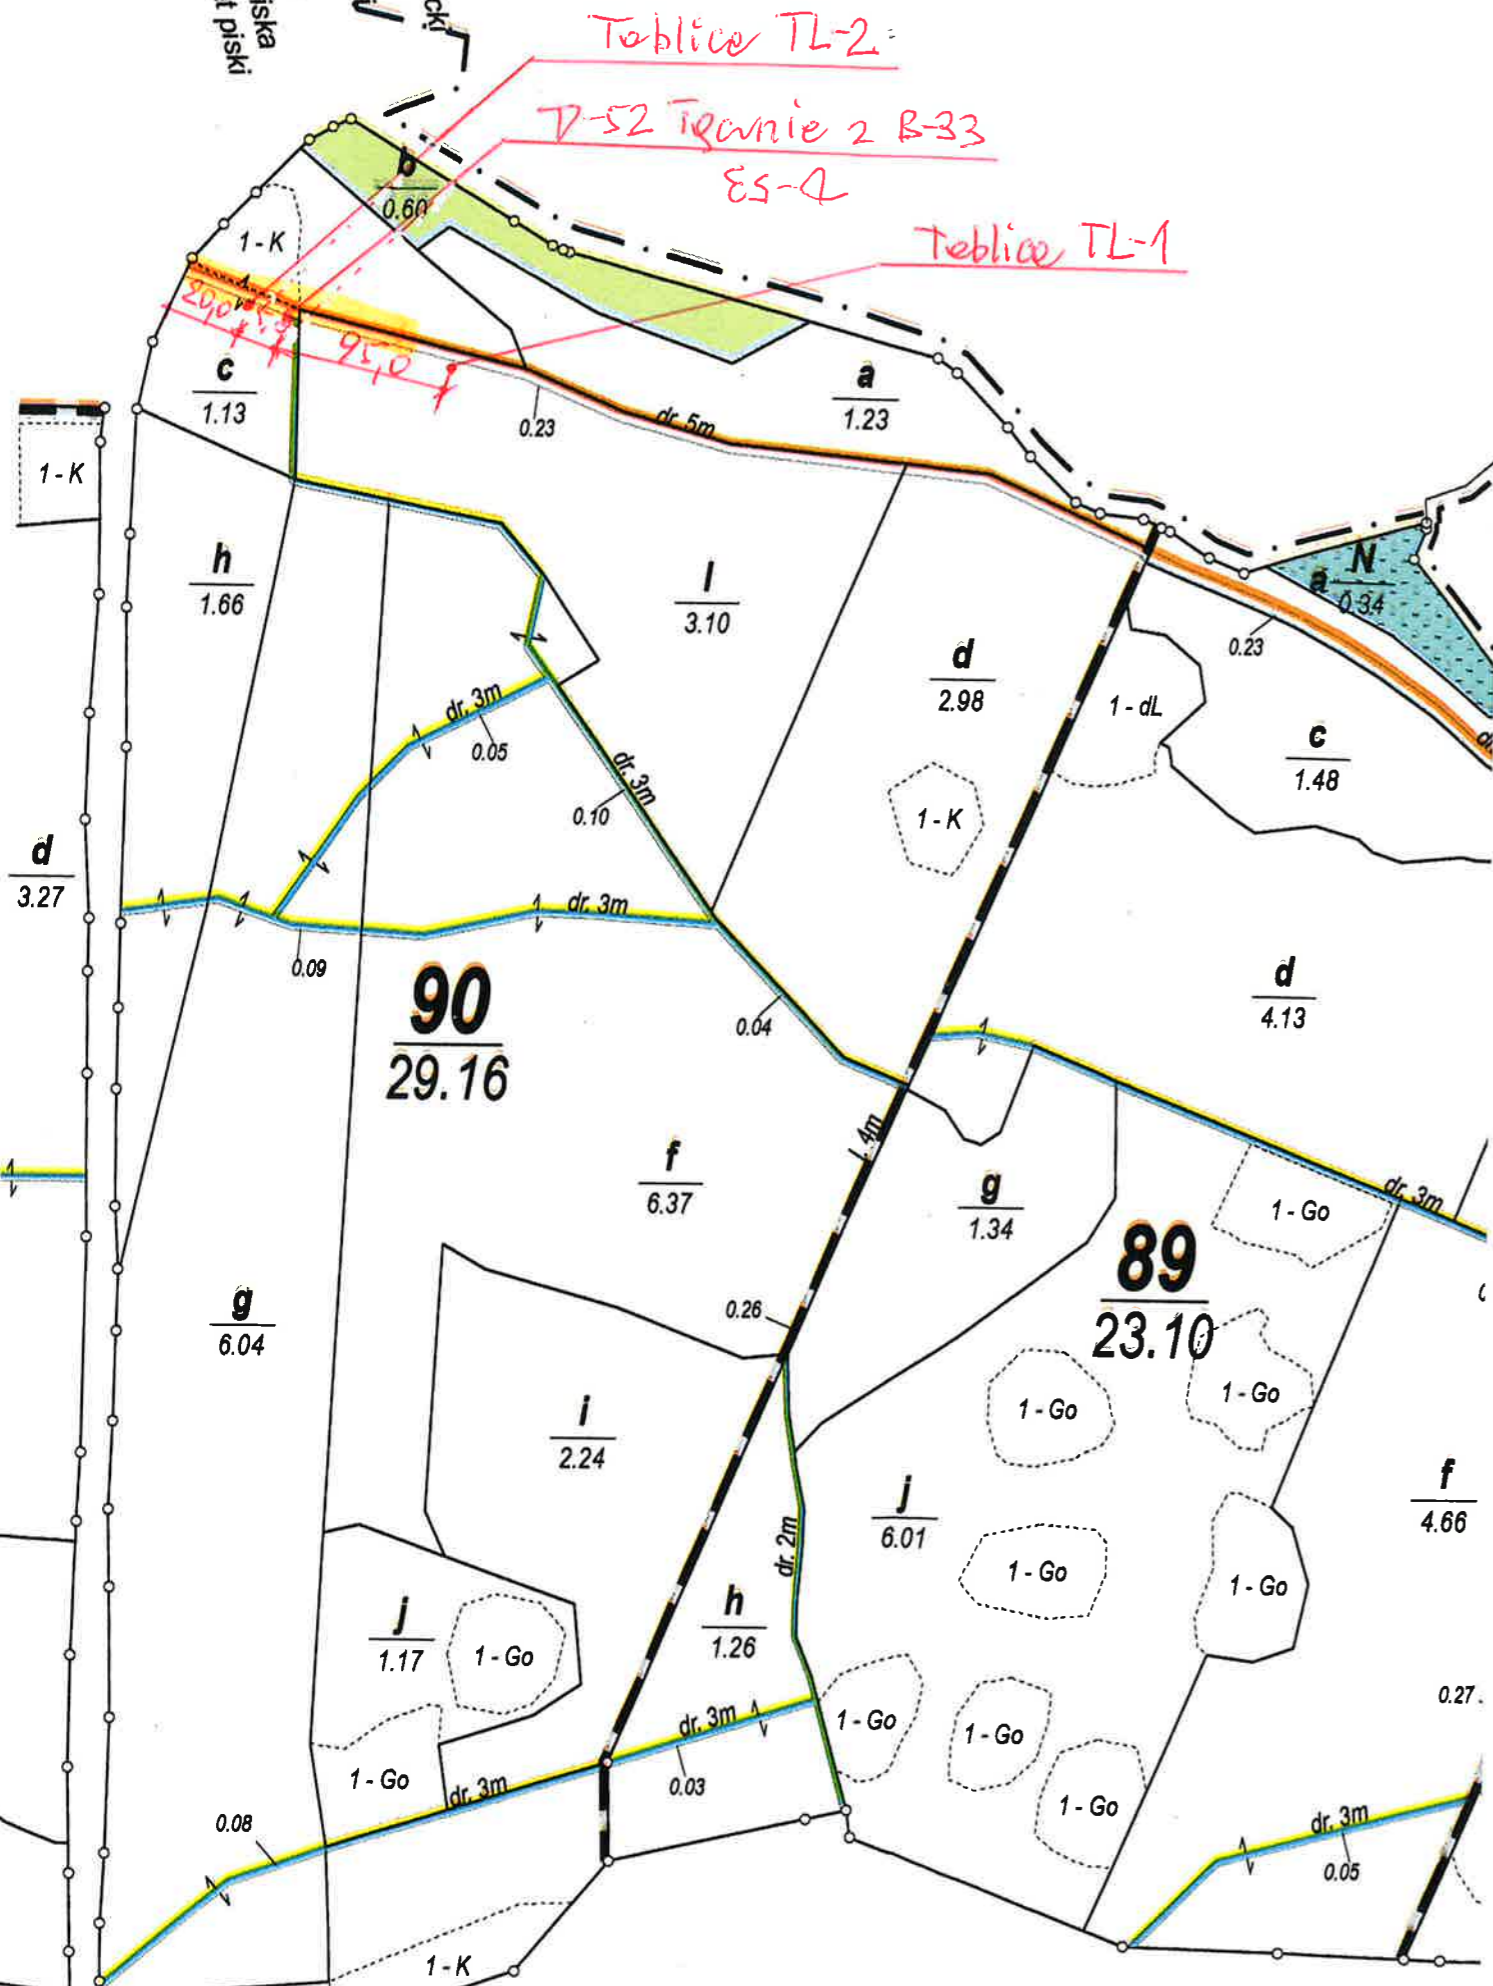 cki
iska
t piski
Toblice TL-2
D-52 Łącznie z B-33
Teblice TL-1
b
0.60
1 - K
20,0
95,0
c
1.13
0.23
dr. 5m
a
1.23
1 - K
h
1.66
l
3.10
d
2.98
1 - dL
0.23
a N
0.34
c
1.48
dr. 3m
0.05
dr. 3m
0.10
1 - K
d
3.27
dr. 3m
0.09
90
29.16
0.04
d
4.13
l. 4m
f
6.37
g
1.34
dr. 3m
1 - Go
89
23.10
g
6.04
0.26
1 - Go
1 - Go
i
2.24
j
6.01
f
4.66
dr. 2m
1 - Go
1 - Go
j
1.17
1 - Go
h
1.26
0.27
dr. 3m
1 - Go
1 - Go
1 - Go
dr. 3m
0.03
1 - Go
0.08
dr. 3m
0.05
1 - K